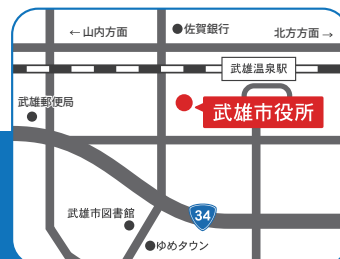 ← 山内方面
佐賀銀行
北方方面 →
武雄温泉駅
武雄郵便局
武雄市役所
武雄市図書館
34
ゆめタウン